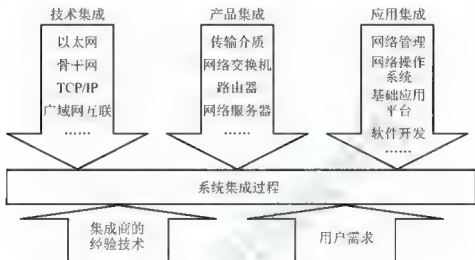 技术集成
产品集成
应用集成
以太网
骨干网
TCP/IP
广域网互联
……
传输介质
网络交换机
路由器
网络服务器
……
网络管理
网络操作
系统
基础应用
平台
软件开发
……
系统集成过程
集成商的
经验技术
用户需求